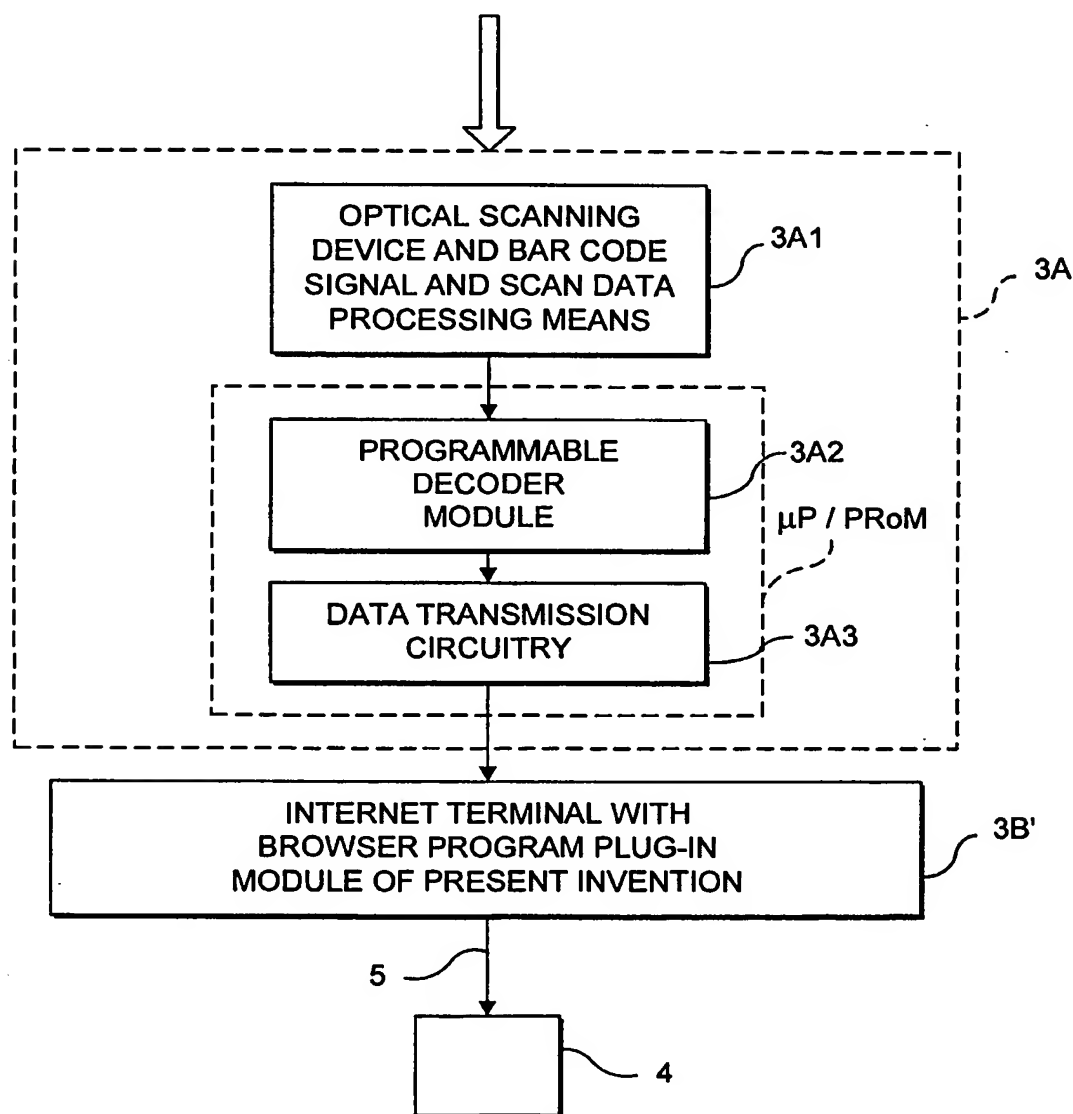 OPTICAL SCANNING
DEVICE AND BAR CODE
SIGNAL AND SCAN DATA
PROCESSING MEANS
3A1
3A
PROGRAMMABLE
DECODER
MODULE
3A2
µP / PRoM
DATA TRANSMISSION
CIRCUITRY
3A3
INTERNET TERMINAL WITH
BROWSER PROGRAM PLUG-IN
MODULE OF PRESENT INVENTION
3B'
5
4